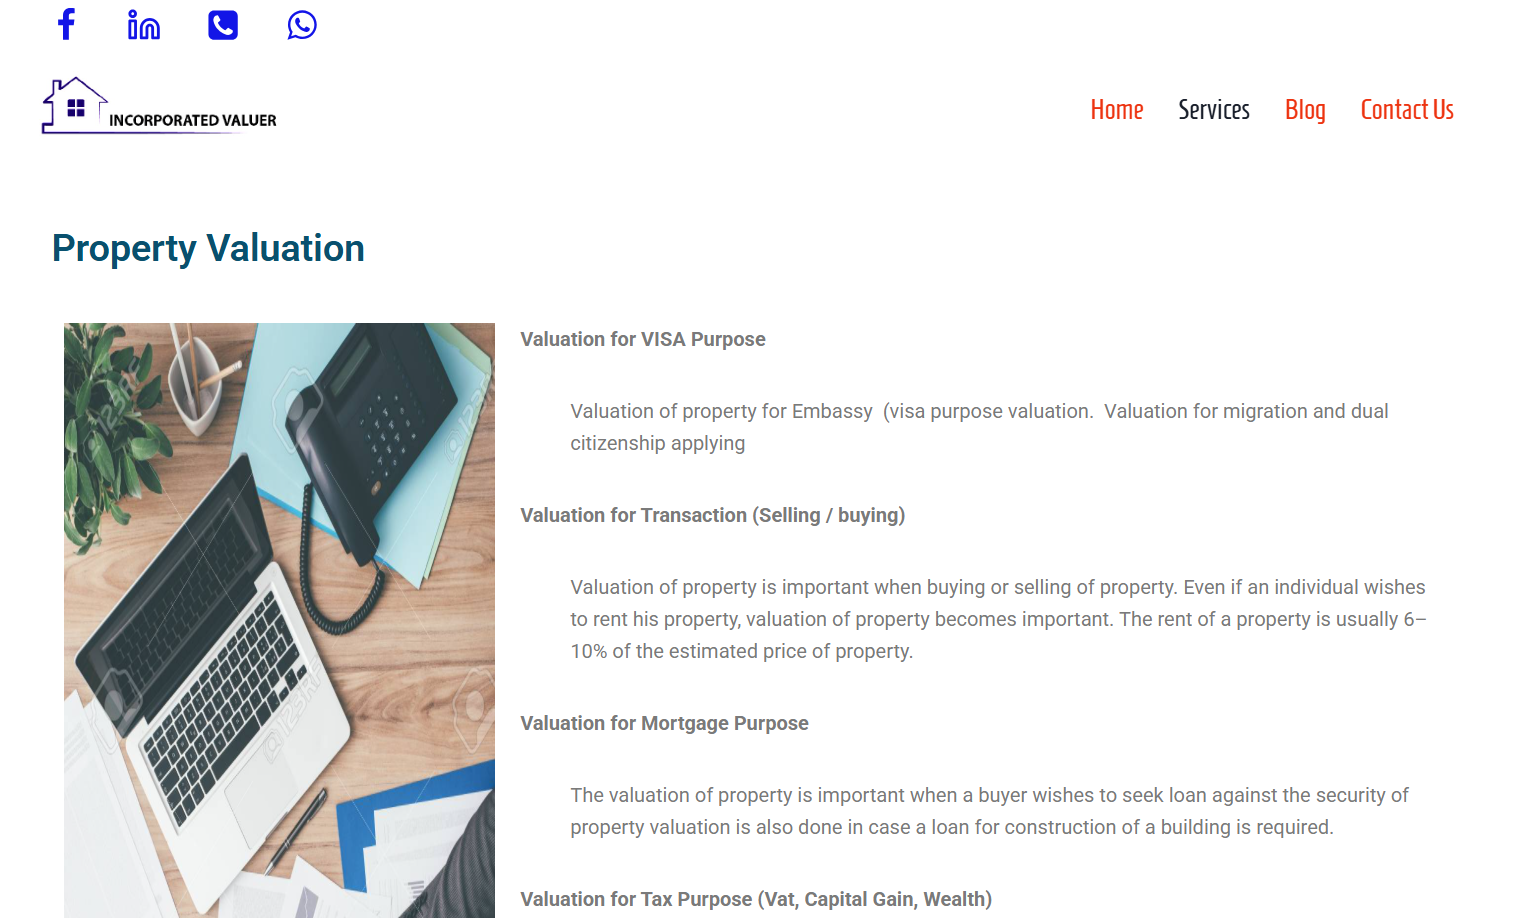 INCORPORATED VALUER
Home Services Blog Contact Us
Property Valuation
Valuation for VISA Purpose
Valuation of property for Embassy  (visa purpose valuation.  Valuation for migration and dual
citizenship applying
Valuation for Transaction (Selling / buying)
Valuation of property is important when buying or selling of property. Even if an individual wishes
to rent his property, valuation of property becomes important. The rent of a property is usually 6–
10% of the estimated price of property.
Valuation for Mortgage Purpose
The valuation of property is important when a buyer wishes to seek loan against the security of
property valuation is also done in case a loan for construction of a building is required.
Valuation for Tax Purpose (Vat, Capital Gain, Wealth)
123RF